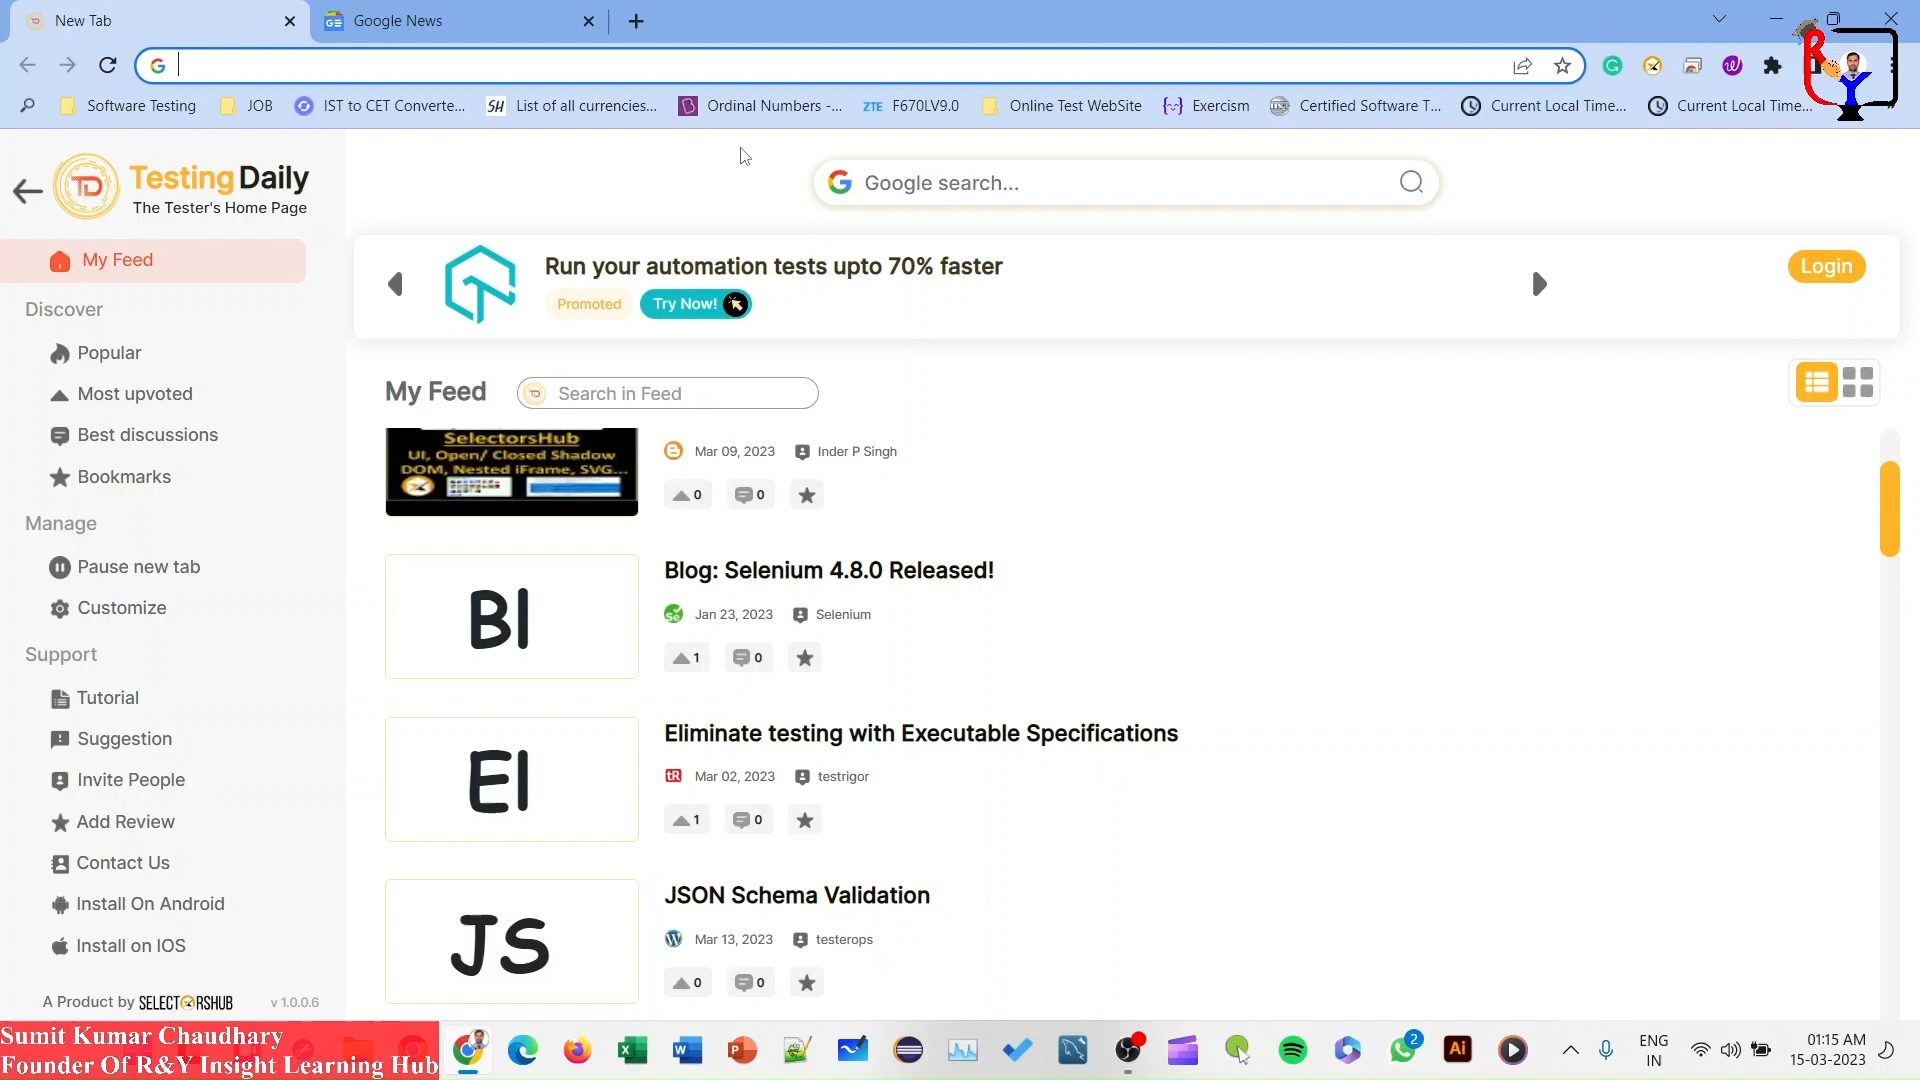 New Tab
Google News
Software Testing
JOB
IST to CET Converte...
SH List of all currencies...
Ordinal Numbers -...
ZTE F670LV9.0
Online Test WebSite
Exercism
Certified Software T...
Current Local Time...
Current Local Time...
R
Y
TD
Testing Daily
The Tester's Home Page
Google search...
My Feed
Discover
Popular
Most upvoted
Best discussions
Bookmarks
Manage
Pause new tab
Customize
Support
Tutorial
Suggestion
Invite People
Add Review
Contact Us
Install On Android
Install on IOS
A Product by SELECTORSHUB v 1.0.0.6
Run your automation tests upto 70% faster
Promoted Try Now!
Login
My Feed
Search in Feed
SelectorsHub
UI, Open/ Closed Shadow
DOM, Nested iFrame, SVG...
Mar 09, 2023 Inder P Singh
0 0
Bl
Blog: Selenium 4.8.0 Released!
Jan 23, 2023 Selenium
1 0
El
Eliminate testing with Executable Specifications
tR Mar 02, 2023 testrigor
1 0
JS
JSON Schema Validation
Mar 13, 2023 testerops
0 0
Sumit Kumar Chaudhary
Founder Of R&Y Insight Learning Hub
2
Ai
ENG
IN
01:15 AM
15-03-2023